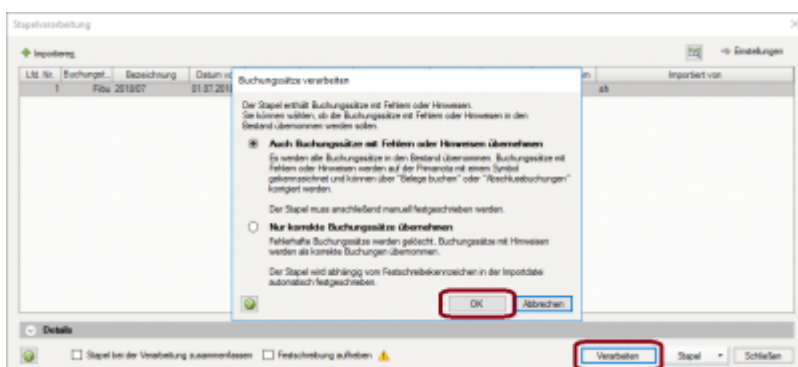 Stapelverarbeitung
Importieren
Einstellungen
Lfd. Nr. Buchungst... Bezeichnung Datum vo
Importiert von
1 Fibu 2018/07 01.07.201
Buchungssätze verarbeiten
Der Stapel enthält Buchungssätze mit Fehlern oder Hinweisen.
Sie können wählen, ob die Buchungssätze mit Fehlern oder Hinweisen in den
Bestand übernommen werden sollen.
Auch Buchungssätze mit Fehlern oder Hinweisen übernehmen
Es werden alle Buchungssätze in den Bestand übernommen. Buchungssätze mit
Fehlern oder Hinweisen werden auf der Primanota mit einem Symbol
gekennzeichnet und können über "Belege buchen" oder "Abschlussbuchungen"
korrigiert werden.
Der Stapel muss anschließend manuell festgeschrieben werden.
Nur korrekte Buchungssätze übernehmen
Fehlerhafte Buchungssätze werden gelöscht, Buchungssätze mit Hinweisen
werden als korrekte Buchungen übernommen.
Der Stapel wird abhängig vom Festschreibekennzeichen in der Importdatei
automatisch festgeschrieben.
OK Abbrechen
Details
Stapel bei der Verarbeitung zusammenfassen Festschreibung aufheben
Verarbeiten Stapel Schließen